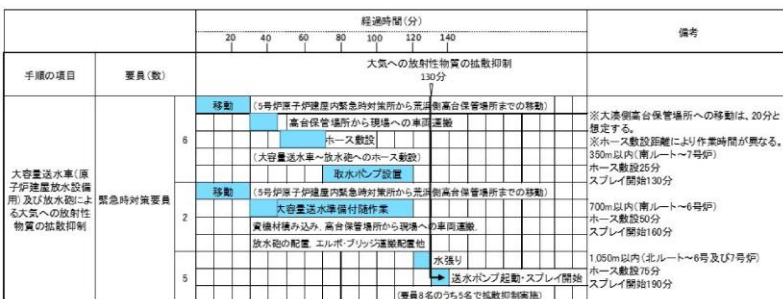 経過時間(分)
備考
20 40 60 80 100 120 140
手順の項目
要員(数)
大気への放射性物質の拡散抑制
130分
大容量送水車(原
子炉建屋放水設備
用)及び放水砲によ
る大気への放射性
物質の拡散抑制
緊急時対策要員
6
移動 (5号炉原子炉建屋内緊急時対策所から荒浜側高台保管場所までの移動)
高台保管場所から現場への車両運搬
ホース敷設
(大容量送水車~放水砲へのホース敷設)
取水ポンプ設置
2
移動 (5号炉原子炉建屋内緊急時対策所から荒浜側高台保管場所までの移動)
大容量送水準備付随作業
資機材積み込み,高台保管場所から現場への車両運搬,
放水砲の配置,エルボ・ブリッジ運搬配置他
5
水張り
送水ポンプ起動・スプレイ開始
(要員8名のうち5名で拡散抑制実施)
※大湊側高台保管場所への移動は,20分と
想定する。
※ホース敷設距離により作業時間が異なる。
350m以内(南ルート~7号炉)
ホース敷設25分
スプレイ開始130分
700m以内(南ルート~6号炉)
ホース敷設50分
スプレイ開始160分
1,050m以内(北ルート~6号及び7号炉)
ホース敷設75分
スプレイ開始190分